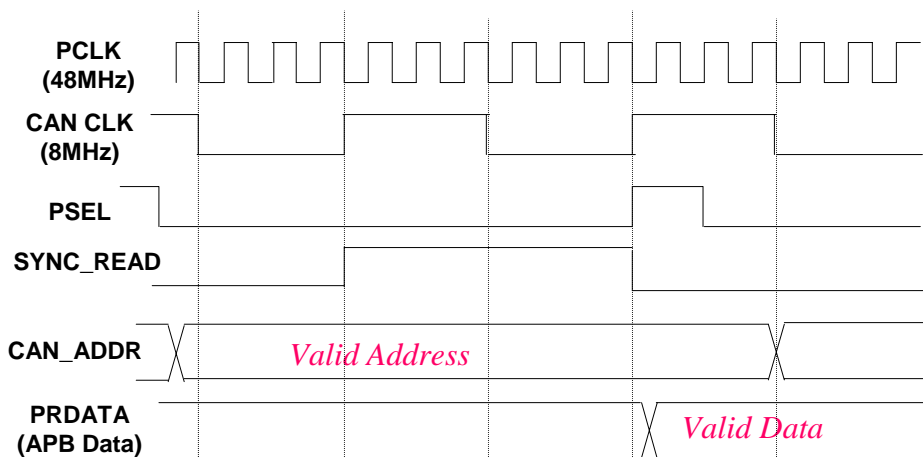 PCLK
(48MHz)
CAN CLK
(8MHz)
PSEL
SYNC_READ
CAN_ADDR
Valid Address
PRDATA
(APB Data)
Valid Data